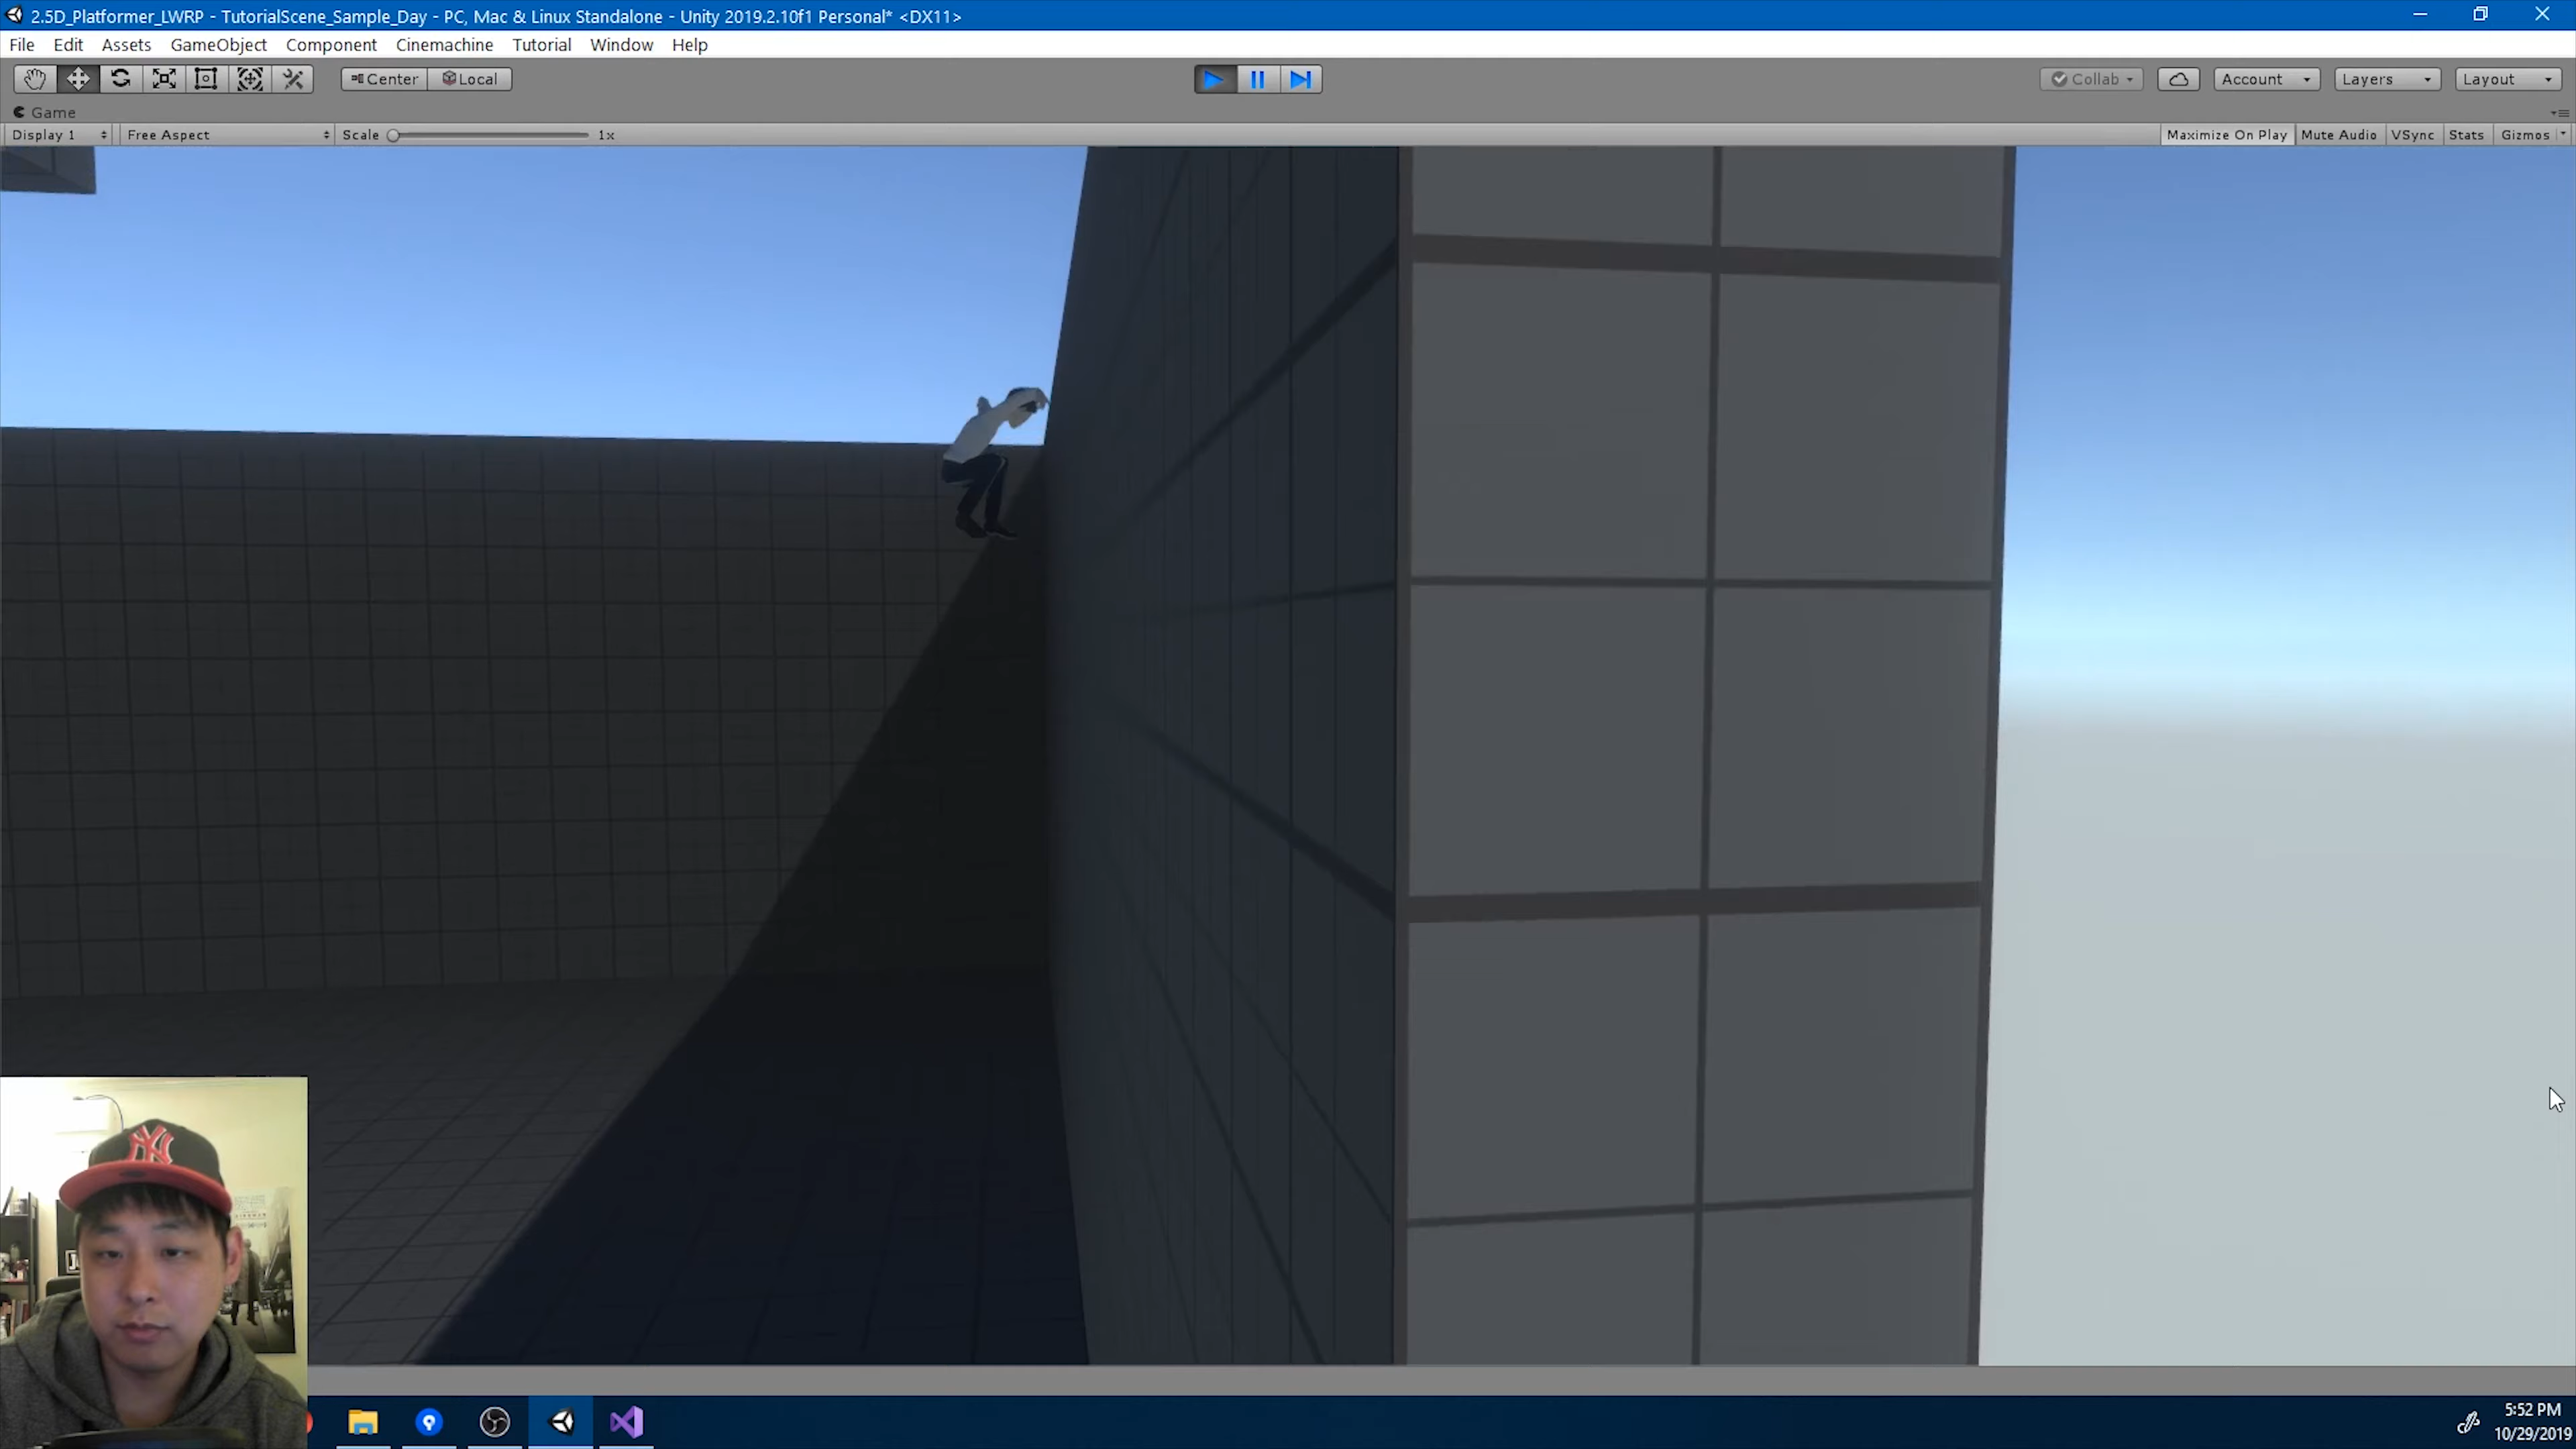 2.5D_Platformer_LWRP - TutorialScene_Sample_Day - PC, Mac & Linux Standalone - Unity 2019.2.10f1 Personal* <DX11>
File Edit Assets GameObject Component Cinemachine Tutorial Window Help
Center Local Collab Account Layers Layout
Game
Display 1 Free Aspect Scale 1x Maximize On Play Mute Audio VSync Stats Gizmos
NY
5:52 PM
10/29/2019